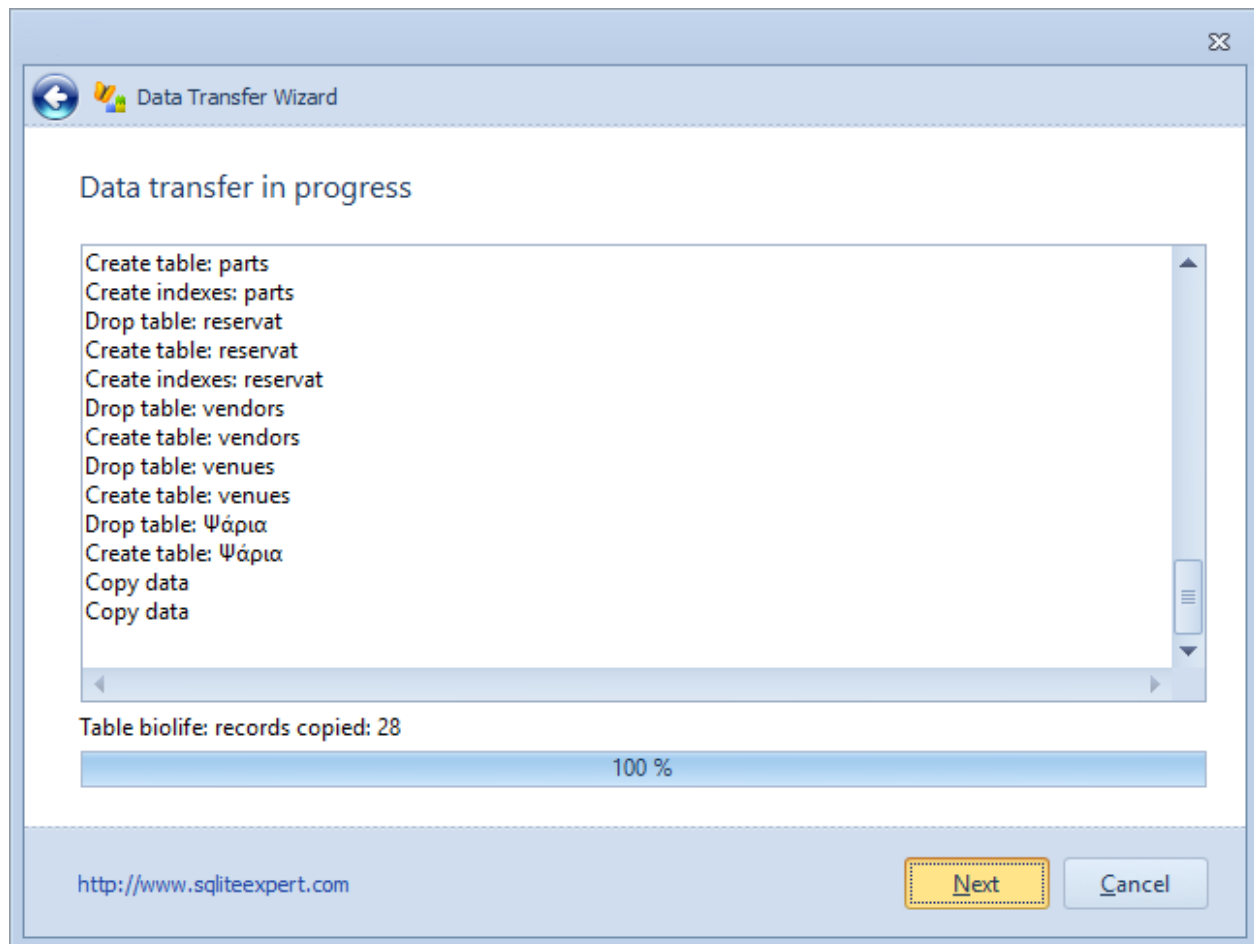 Data Transfer Wizard
Data transfer in progress
Create table: parts
Create indexes: parts
Drop table: reservat
Create table: reservat
Create indexes: reservat
Drop table: vendors
Create table: vendors
Drop table: venues
Create table: venues
Drop table: Ψάρια
Create table: Ψάρια
Copy data
Copy data
Table biolife: records copied: 28
100 %
http://www.sqliteexpert.com
Next
Cancel